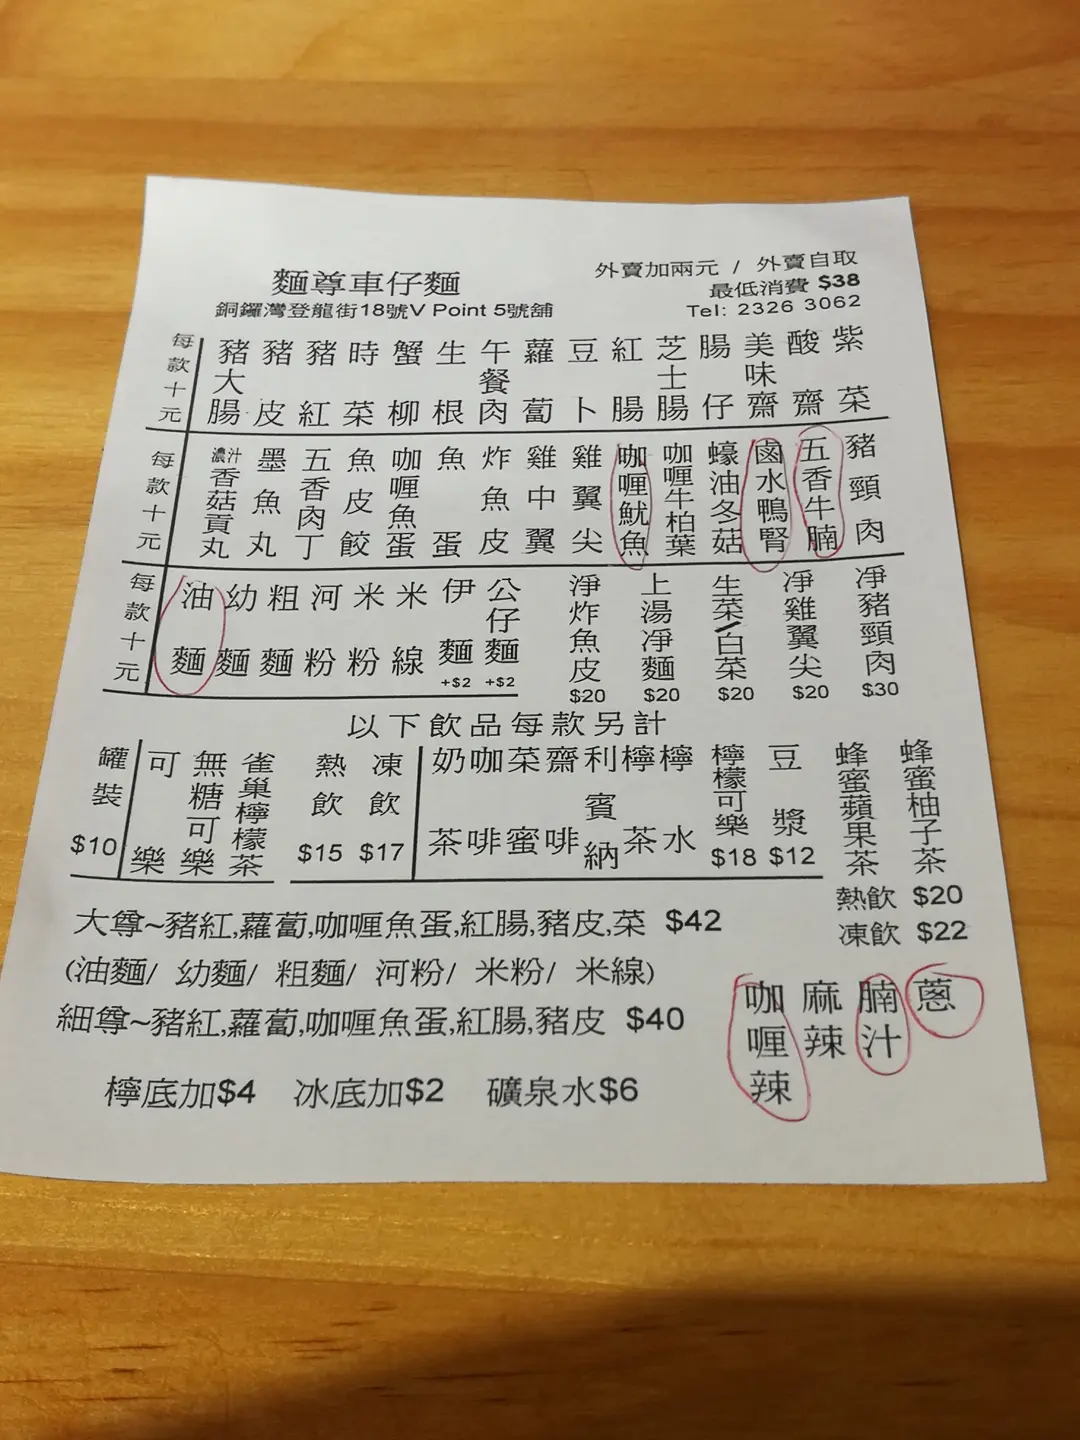 麵尊車仔麵
銅鑼灣登龍街18號V Point 5號舖
外賣加兩元 / 外賣自取
最低消費 $38
Tel: 2326 3062
每款十元
豬大腸 豬皮 豬紅 時菜 蟹柳 生根 午餐肉 蘿蔔 豆卜 紅腸 芝士腸 腸仔 美味齋 酸齋 紫菜
每款十元
濃汁香菇貢丸 墨魚丸 五香肉丁 魚皮餃 咖喱魚蛋 魚蛋 炸魚皮 雞中翼 雞翼尖 咖喱魷魚 咖喱牛柏葉 蠔油冬菇 鹵水鴨腎 五香牛腩 豬頸肉
每款十元
油麵 幼麵 粗麵 河粉 米粉 米線 伊麵 +$2 公仔麵 +$2 淨炸魚皮 $20 上湯淨麵 $20 生菜/白菜 $20 淨雞翼尖 $20 淨豬頸肉 $30
以下飲品每款另計
罐裝 $10 可樂 無糖可樂 雀巢檸檬茶
熱飲 $15 凍飲 $17 奶茶 咖啡 菜蜜 齋啡 利賓納 檸茶 檸水 檸檬可樂 $18 豆漿 $12
蜂蜜蘋果茶 蜂蜜柚子茶
熱飲 $20
凍飲 $22
大尊~豬紅,蘿蔔,咖喱魚蛋,紅腸,豬皮,菜 $42
(油麵/ 幼麵/ 粗麵/ 河粉/ 米粉/ 米線)
細尊~豬紅,蘿蔔,咖喱魚蛋,紅腸,豬皮 $40
檸底加$4 冰底加$2 礦泉水$6
咖喱辣 麻辣 腩汁 蔥